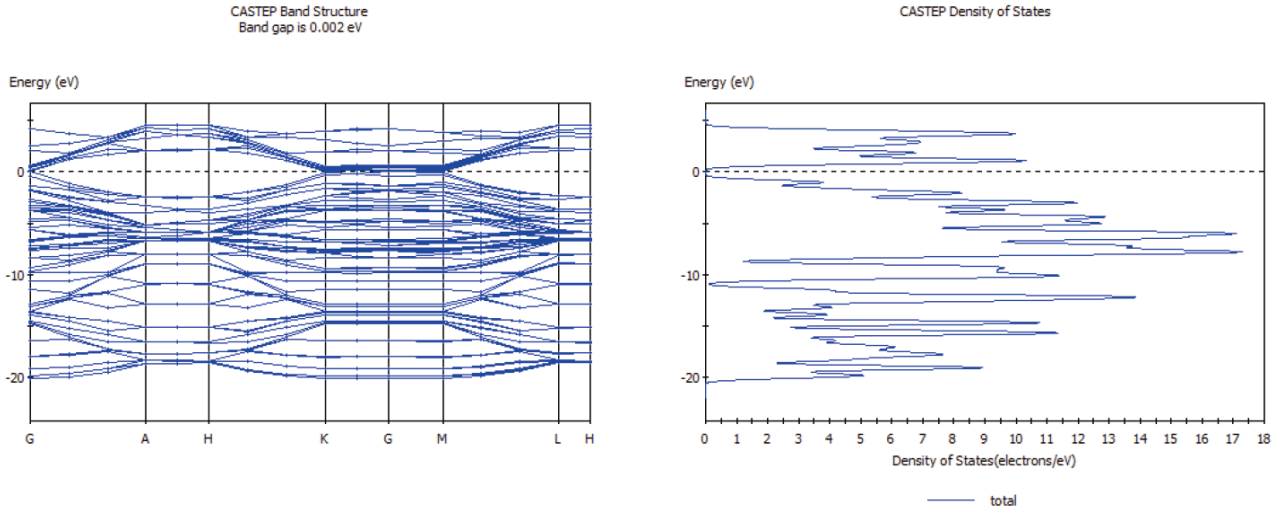 CASTEP Band Structure
Band gap is 0.002 eV
Energy (eV)
0
-10
-20
G A H K G M L H
CASTEP Density of States
Energy (eV)
0
-10
-20
0 1 2 3 4 5 6 7 8 9 10 11 12 13 14 15 16 17 18
Density of States(electrons/eV)
total